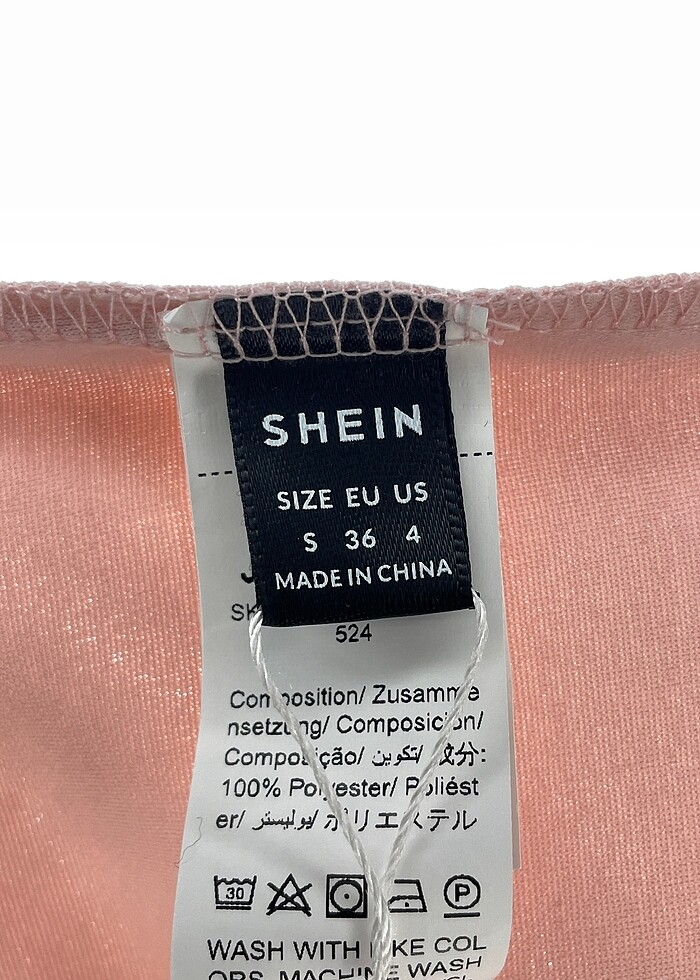 SHEIN
SIZE EU US
S 36 4
MADE IN CHINA
SK
524
Composition/ Zusamme
nsetzung/ Composición/
Composição/ تكوين/ 成分:
100% Polyester/ Poliést
er/ بوليستر/ ポリエステル
30
P
WASH WITH LIKE COL
ORS, MACHINE WASH